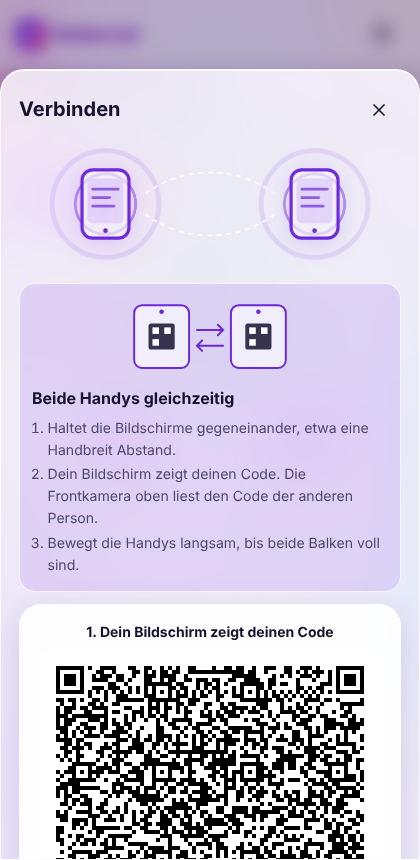 Verbinden
Beide Handys gleichzeitig
1. Haltet die Bildschirme gegeneinander, etwa eine
Handbreit Abstand.
2. Dein Bildschirm zeigt deinen Code. Die
Frontkamera oben liest den Code der anderen
Person.
3. Bewegt die Handys langsam, bis beide Balken voll
sind.
1. Dein Bildschirm zeigt deinen Code